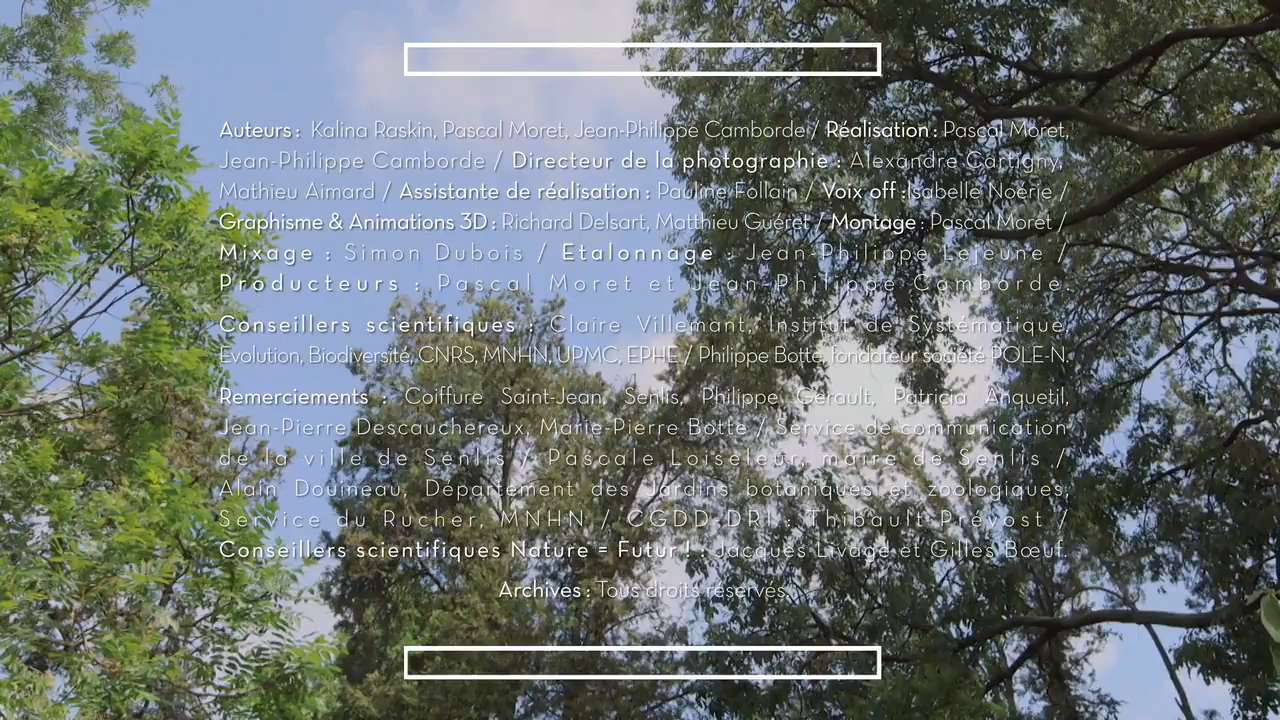 Auteurs : Kalina Raskin, Pascal Moret, Jean-Philippe Camborde / Réalisation : Pascal Moret,
Jean-Philippe Camborde / Directeur de la photographie : Alexandre Cartigny,
Mathieu Aimard / Assistante de réalisation : Pauline Follain / Voix off :Isabelle Noérie /
Graphisme & Animations 3D : Richard Delsart, Matthieu Guéret / Montage : Pascal Moret /
Mixage : Simon Dubois / Etalonnage : Jean-Philippe Lejeune /
Producteurs : Pascal Moret et Jean-Philippe Camborde.
Conseillers scientifiques : Claire Villemant, Institut de Systématique,
Evolution, Biodiversité, CNRS, MNHN, UPMC, EPHE / Philippe Botte, fondateur société POLE-N.
Remerciements : Coiffure Saint-Jean, Senlis, Philippe Gérault, Patricia Anquetil,
Jean-Pierre Descauchereux, Marie-Pierre Botte / Service de communication
de la ville de Senlis / Pascale Loiseleur, maire de Senlis /
Alain Douineau, Département des Jardins botaniques et zoologiques,
Service du Rucher, MNHN / CGDD-DRI : Thibault Prévost /
Conseillers scientifiques Nature = Futur ! : Jacques Livage et Gilles Bœuf.
Archives : Tous droits réservés.